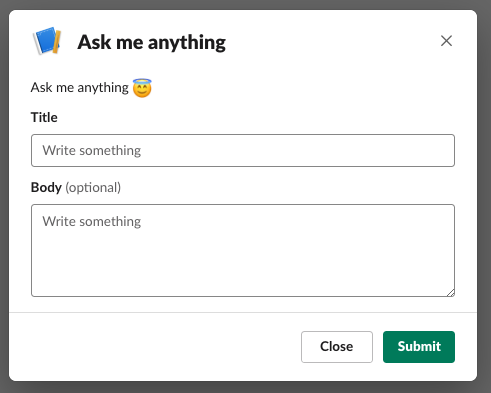 Ask me anything
Ask me anything 😇
Title
Write something
Body (optional)
Write something
Close
Submit